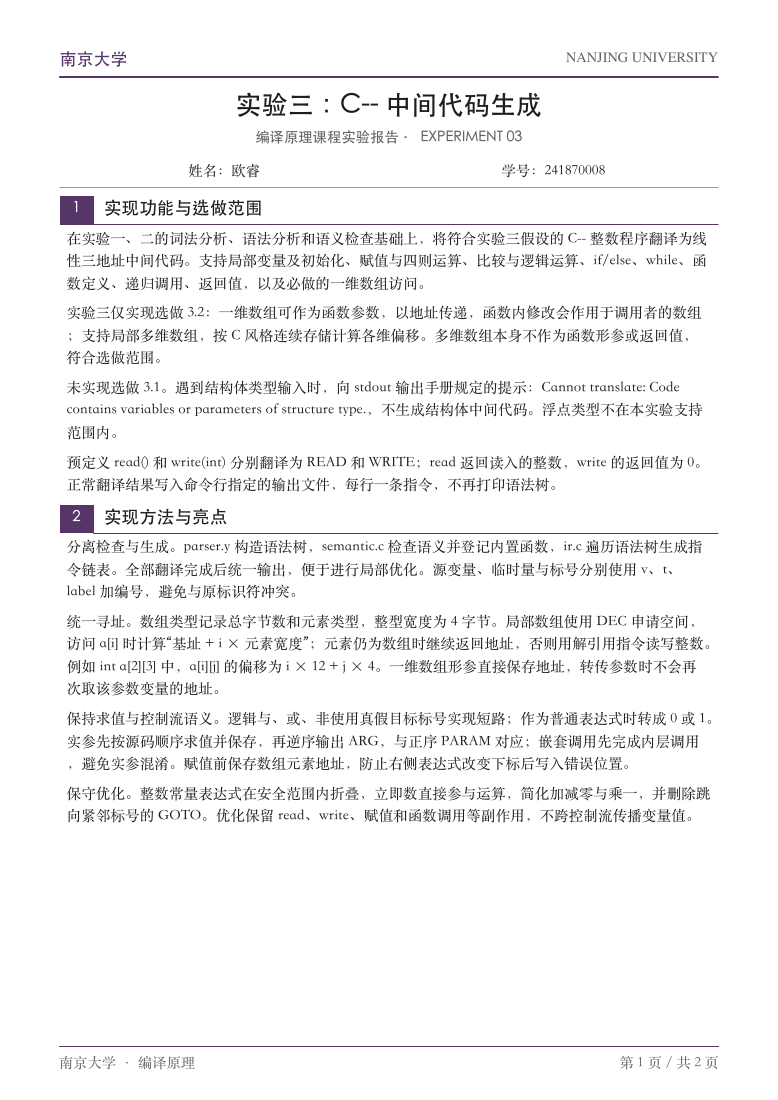 南京大学
NANJING UNIVERSITY
实验三：C-- 中间代码生成
编译原理课程实验报告 · EXPERIMENT 03
姓名：欧睿
学号：241870008
1 实现功能与选做范围
在实验一、二的词法分析、语法分析和语义检查基础上，将符合实验三假设的 C-- 整数程序翻译为线
性三地址中间代码。支持局部变量及初始化、赋值与四则运算、比较与逻辑运算、if/else、while、函
数定义、递归调用、返回值，以及必做的一维数组访问。
实验三仅实现选做 3.2：一维数组可作为函数参数，以地址传递，函数内修改会作用于调用者的数组
；支持局部多维数组，按 C 风格连续存储计算各维偏移。多维数组本身不作为函数形参或返回值，
符合选做范围。
未实现选做 3.1。遇到结构体类型输入时，向 stdout 输出手册规定的提示：Cannot translate: Code
contains variables or parameters of structure type.，不生成结构体中间代码。浮点类型不在本实验支持
范围内。
预定义 read() 和 write(int) 分别翻译为 READ 和 WRITE；read 返回读入的整数，write 的返回值为 0。
正常翻译结果写入命令行指定的输出文件，每行一条指令，不再打印语法树。
2 实现方法与亮点
分离检查与生成。parser.y 构造语法树，semantic.c 检查语义并登记内置函数，ir.c 遍历语法树生成指
令链表。全部翻译完成后统一输出，便于进行局部优化。源变量、临时量与标号分别使用 v、t、
label 加编号，避免与原标识符冲突。
统一寻址。数组类型记录总字节数和元素类型，整型宽度为 4 字节。局部数组使用 DEC 申请空间，
访问 a[i] 时计算“基址 + i × 元素宽度”；元素仍为数组时继续返回地址，否则用解引用指令读写整数。
例如 int a[2][3] 中，a[i][j] 的偏移为 i × 12 + j × 4。一维数组形参直接保存地址，转传参数时不会再
次取该参数变量的地址。
保持求值与控制流语义。逻辑与、或、非使用真假目标标号实现短路；作为普通表达式时转成 0 或 1。
实参先按源码顺序求值并保存，再逆序输出 ARG，与正序 PARAM 对应；嵌套调用先完成内层调用
，避免实参混淆。赋值前保存数组元素地址，防止右侧表达式改变下标后写入错误位置。
保守优化。整数常量表达式在安全范围内折叠，立即数直接参与运算，简化加减零与乘一，并删除跳
向紧邻标号的 GOTO。优化保留 read、write、赋值和函数调用等副作用，不跨控制流传播变量值。
南京大学 · 编译原理
第 1 页 / 共 2 页